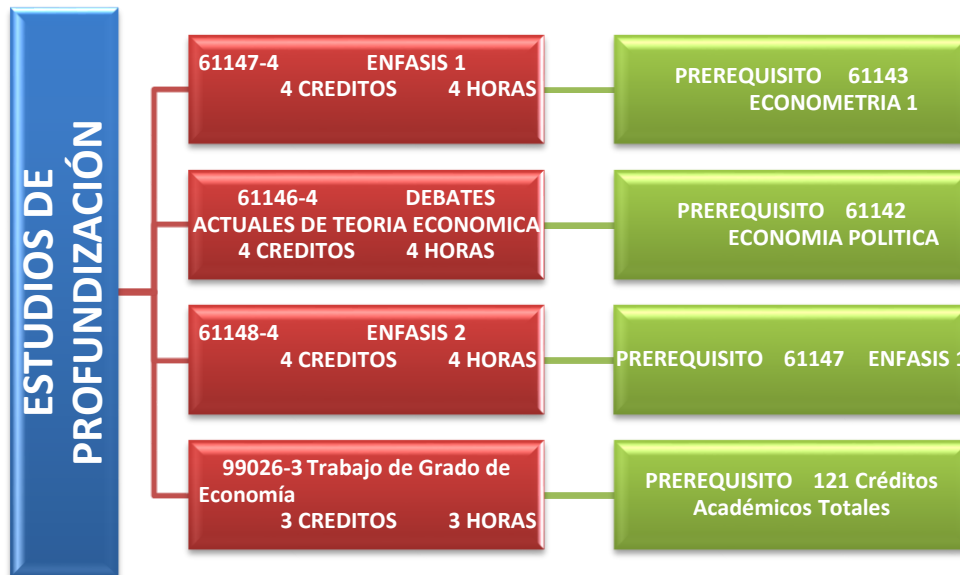 ESTUDIOS DE
PROFUNDIZACIÓN
61147-4 ENFASIS 1
4 CREDITOS 4 HORAS
PREREQUISITO 61143
ECONOMETRIA 1
61146-4 DEBATES
ACTUALES DE TEORIA ECONOMICA
4 CREDITOS 4 HORAS
PREREQUISITO 61142
ECONOMIA POLITICA
61148-4 ENFASIS 2
4 CREDITOS 4 HORAS
PREREQUISITO 61147 ENFASIS 1
99026-3 Trabajo de Grado de
Economía
3 CREDITOS 3 HORAS
PREREQUISITO 121 Créditos
Académicos Totales